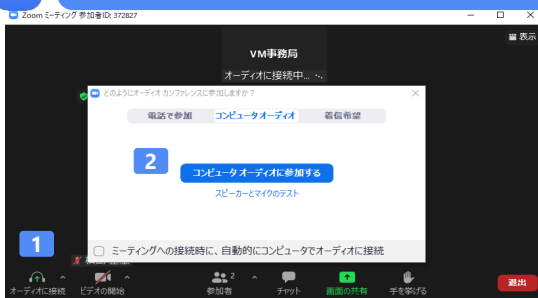 Zoom ミーティング 参加者ID: 372827
表示
VM事務局
オーディオに接続中...
どのようにオーディオ カンファレンスに参加しますか？
電話で参加 コンピュータオーディオ 着信希望
2
コンピュータ オーディオに参加する
スピーカーとマイクのテスト
1
ミーティングへの接続時に、自動的にコンピュータでオーディオに接続
オーディオに接続 ビデオの開始 参加者 2 チャット 画面の共有 手を挙げる 退出